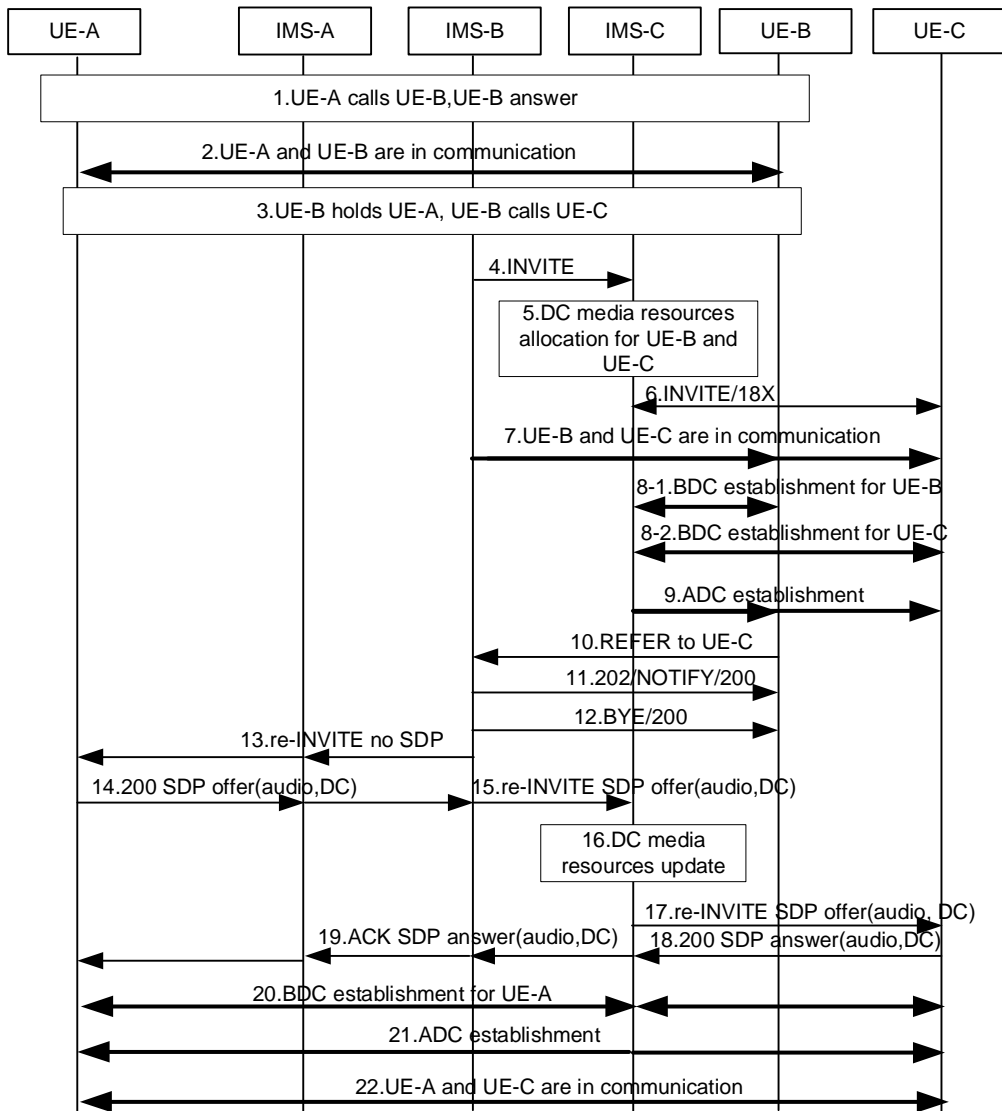 UE-A
IMS-A
IMS-B
IMS-C
UE-B
UE-C
1.UE-A calls UE-B,UE-B answer
2.UE-A and UE-B are in communication
3.UE-B holds UE-A, UE-B calls UE-C
4.INVITE
5.DC media resources
allocation for UE-B and
UE-C
6.INVITE/18X
7.UE-B and UE-C are in communication
8-1.BDC establishment for UE-B
8-2.BDC establishment for UE-C
9.ADC establishment
10.REFER to UE-C
11.202/NOTIFY/200
12.BYE/200
13.re-INVITE no SDP
14.200 SDP offer(audio,DC)
15.re-INVITE SDP offer(audio,DC)
16.DC media
resources update
17.re-INVITE SDP offer(audio, DC)
18.200 SDP answer(audio,DC)
19.ACK SDP answer(audio,DC)
20.BDC establishment for UE-A
21.ADC establishment
22.UE-A and UE-C are in communication